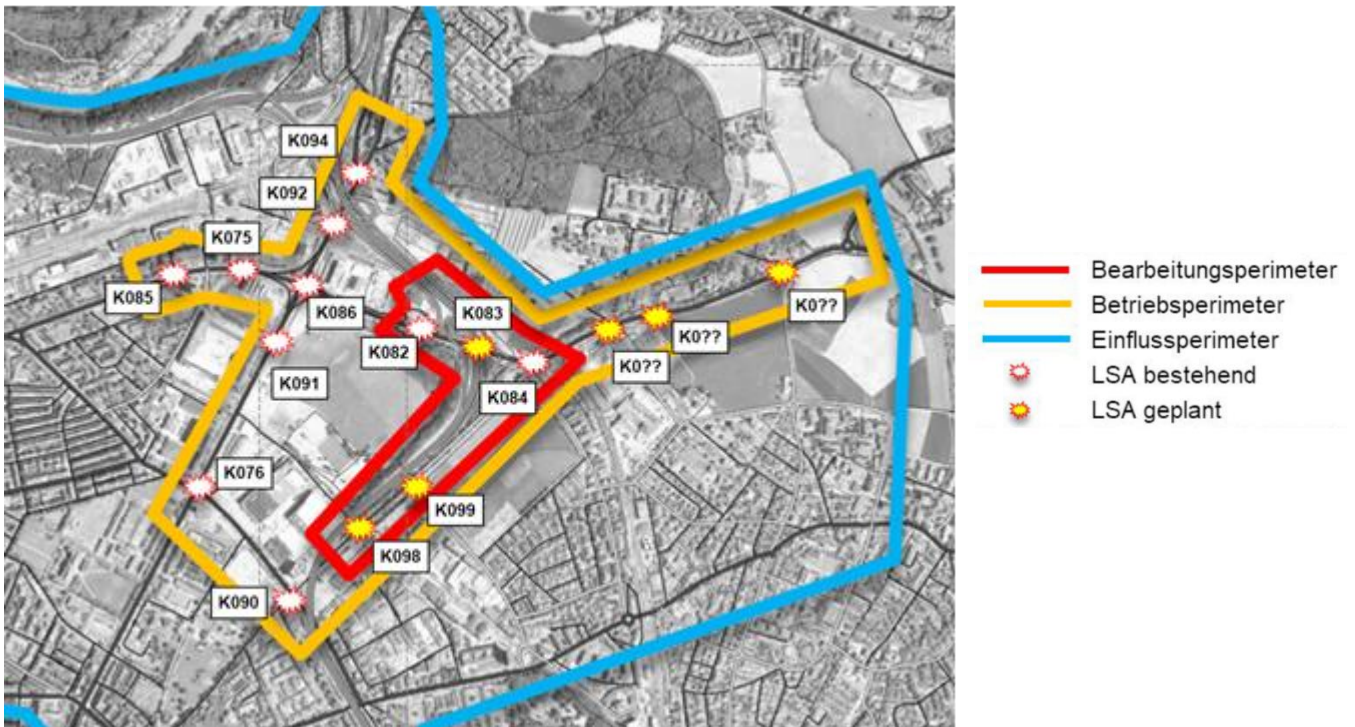 K094
K092
K075
K085
K086
K083
K082
K0??
K0??
K0??
K091
K084
K076
K099
K098
K090
Bearbeitungsperimeter
Betriebsperimeter
Einflussperimeter
LSA bestehend
LSA geplant